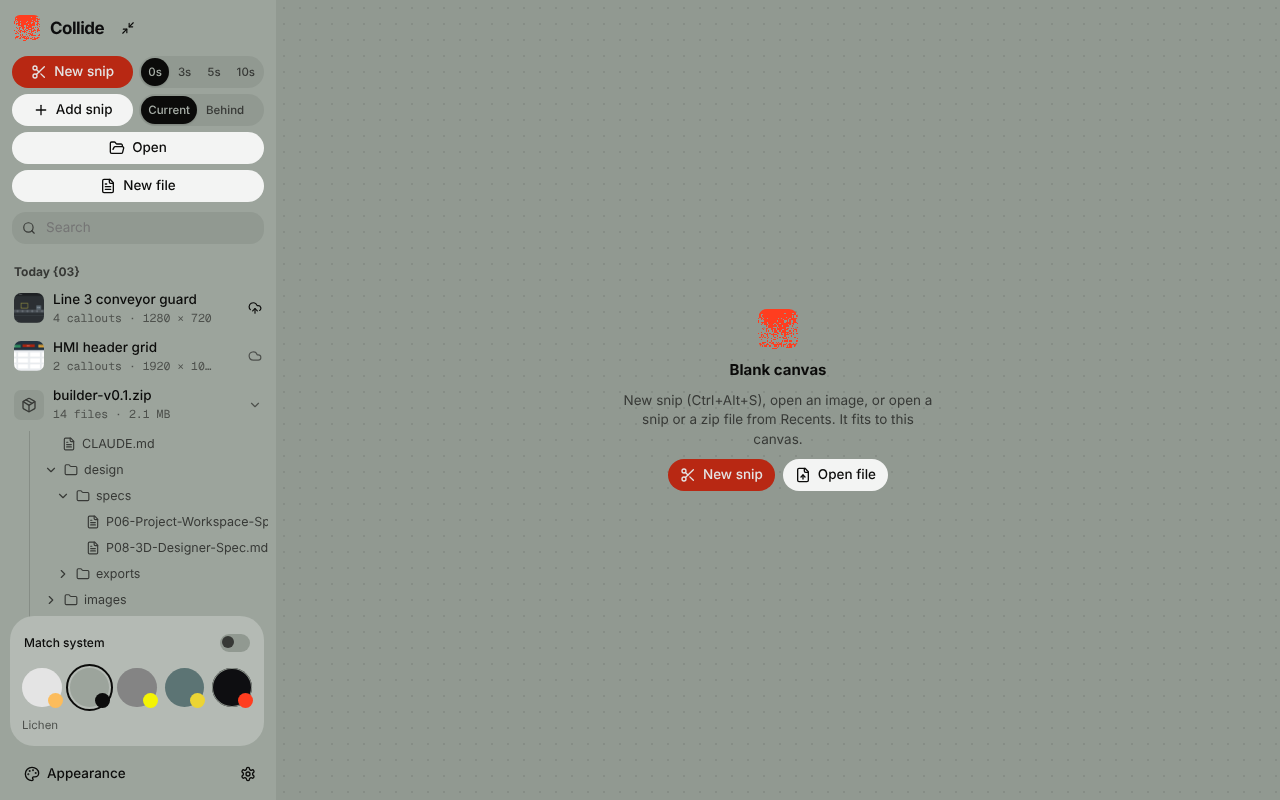 Collide
New snip
0s 3s 5s 10s
Add snip
Current Behind
Open
New file
Search
Today {03}
Line 3 conveyor guard
4 callouts · 1280 × 720
HMI header grid
2 callouts · 1920 × 10…
builder-v0.1.zip
14 files · 2.1 MB
CLAUDE.md
design
specs
P06-Project-Workspace-Sp
P08-3D-Designer-Spec.md
exports
images
Match system
Lichen
Appearance
Blank canvas
New snip (Ctrl+Alt+S), open an image, or open a
snip or a zip file from Recents. It fits to this
canvas.
New snip
Open file